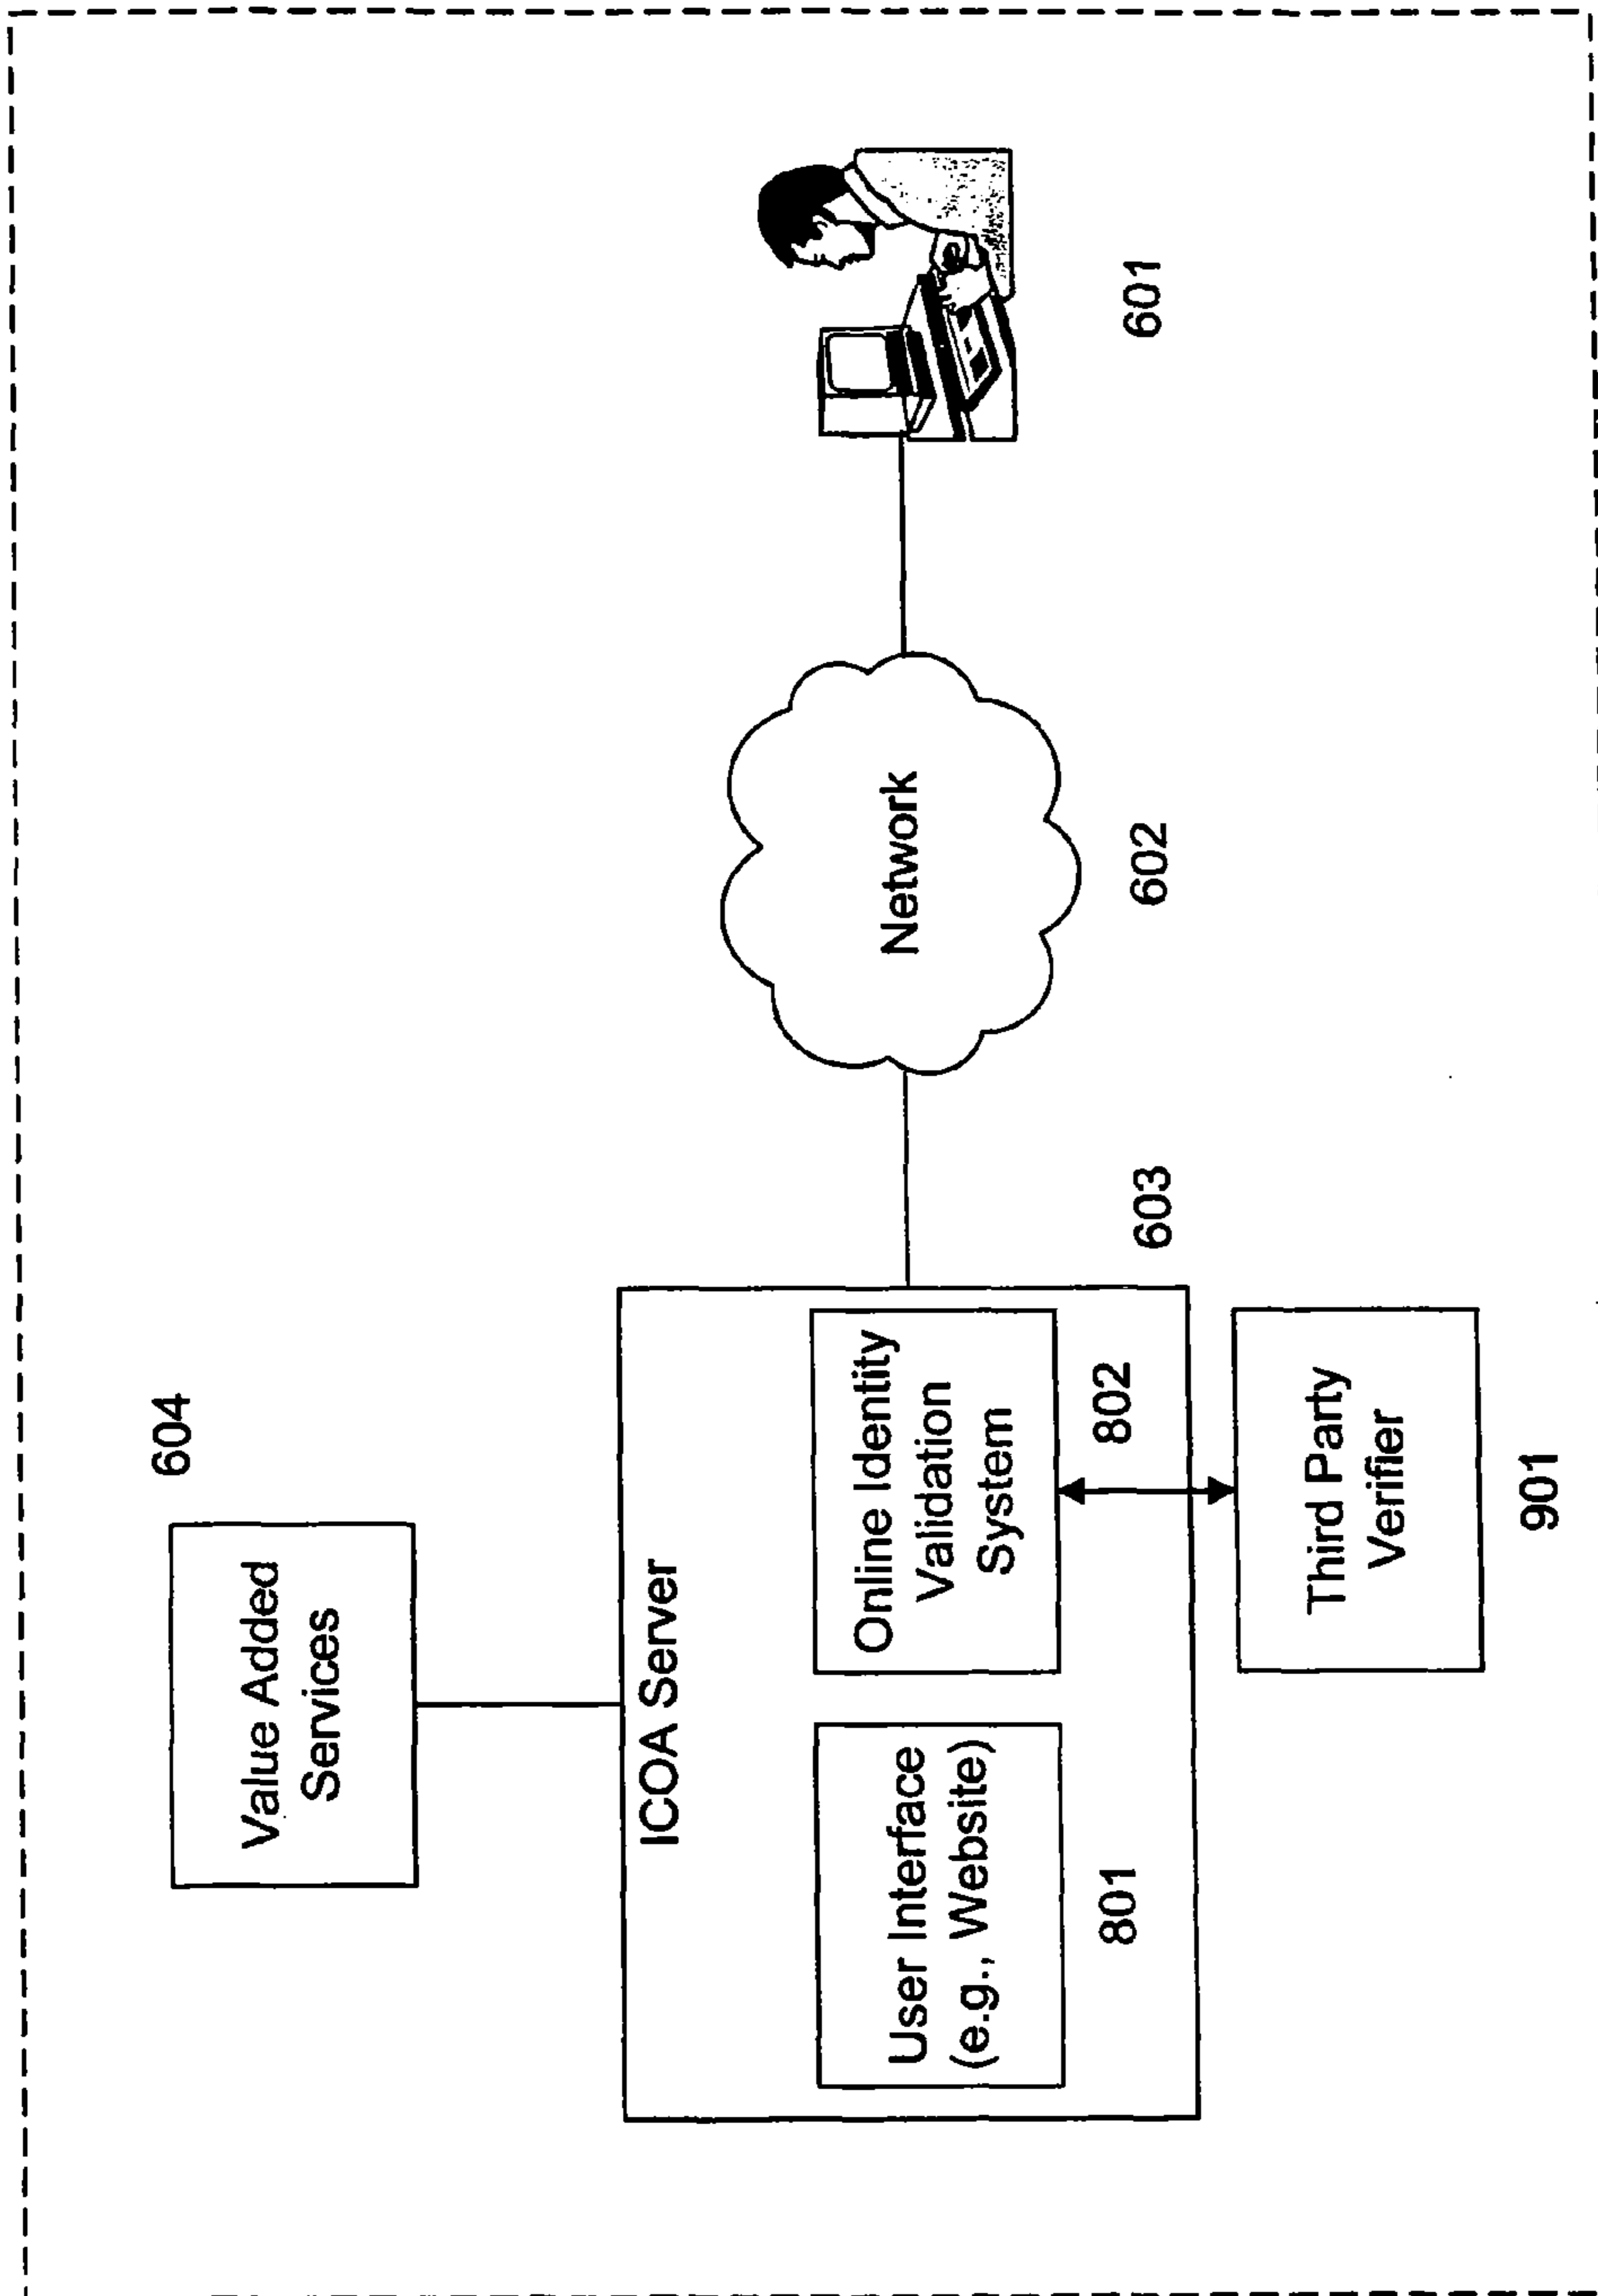 604
Value Added
Services
ICOA Server
User Interface
(e.g., Website)
801
Online Identity
Validation
System
802
603
Third Party
Verifier
901
Network
602
601